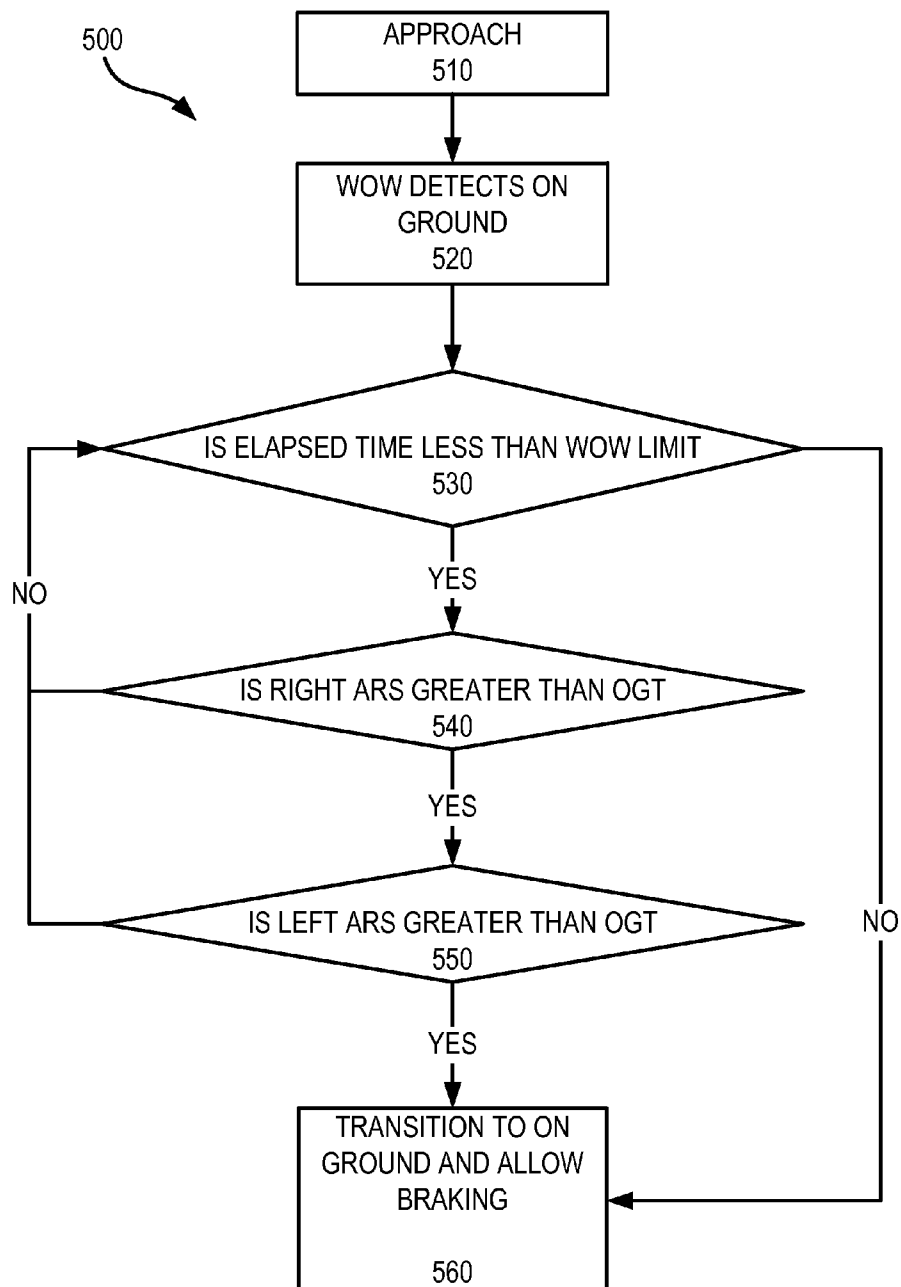 500
APPROACH
510
WOW DETECTS ON
GROUND
520
IS ELAPSED TIME LESS THAN WOW LIMIT
530
YES
NO
IS RIGHT ARS GREATER THAN OGT
540
YES
IS LEFT ARS GREATER THAN OGT
550
NO
YES
TRANSITION TO ON
GROUND AND ALLOW
BRAKING
560